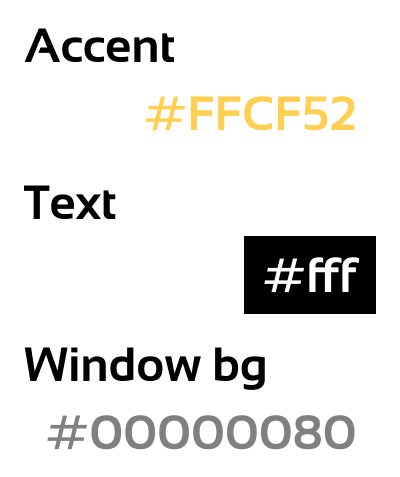 Accent
#FFCF52
Text
#fff
Window bg
#00000080